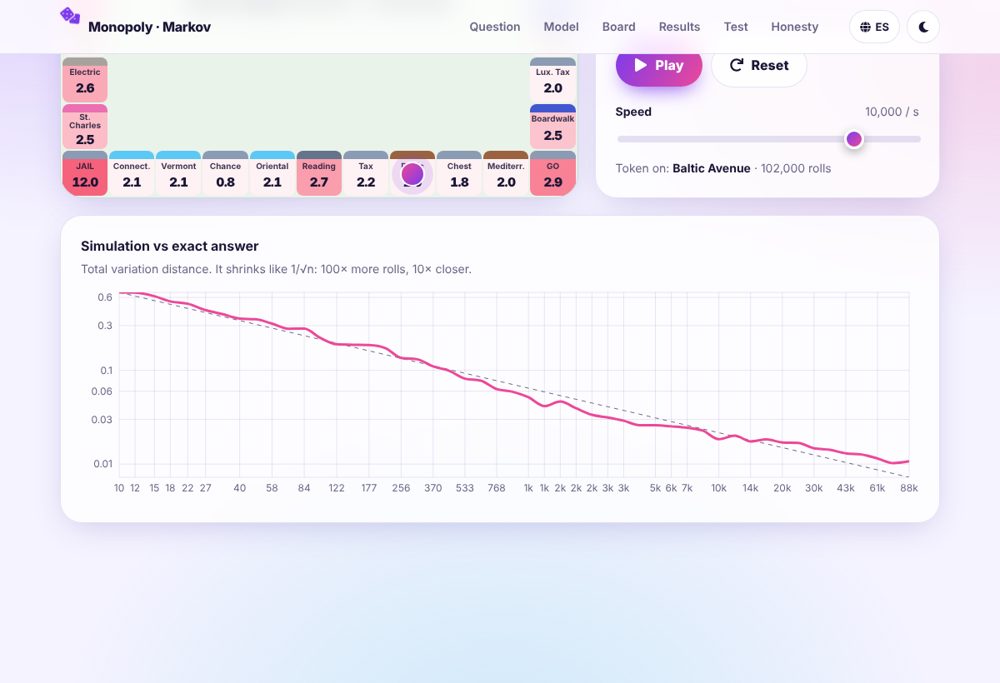 Monopoly · Markov
Question Model Board Results Test Honesty ES
Electric
2.6
Lux. Tax
2.0
Play Reset
St. Charles
2.5
Boardwalk
2.5
Speed 10,000 / s
JAIL
12.0
Connect.
2.1
Vermont
2.1
Chance
0.8
Oriental
2.1
Reading
2.7
Tax
2.2
Chest
1.8
Mediterr.
2.0
GO
2.9
Token on: Baltic Avenue · 102,000 rolls
Simulation vs exact answer
Total variation distance. It shrinks like 1/√n: 100× more rolls, 10× closer.
0.6
0.3
0.1
0.06
0.03
0.01
10 12 15 18 22 27 40 58 84 122 177 256 370 533 768 1k 1k 2k 2k 2k 3k 3k 5k 6k 7k 10k 14k 20k 30k 43k 61k 88k